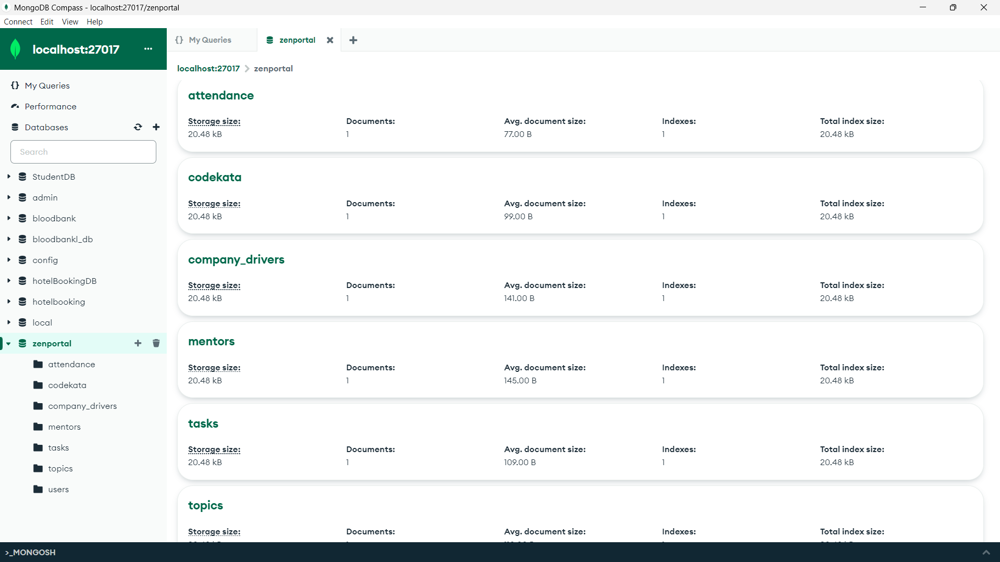 MongoDB Compass - localhost:27017/zenportal
Connect Edit View Help
localhost:27017
My Queries
Performance
Databases
Search
StudentDB
admin
bloodbank
bloodbankl_db
config
hotelBookingDB
hotelbooking
local
zenportal
attendance
codekata
company_drivers
mentors
tasks
topics
users
My Queries zenportal
localhost:27017 zenportal
attendance
Storage size: Documents: Avg. document size: Indexes: Total index size:
20.48 kB 1 77.00 B 1 20.48 kB
codekata
Storage size: Documents: Avg. document size: Indexes: Total index size:
20.48 kB 1 99.00 B 1 20.48 kB
company_drivers
Storage size: Documents: Avg. document size: Indexes: Total index size:
20.48 kB 1 141.00 B 1 20.48 kB
mentors
Storage size: Documents: Avg. document size: Indexes: Total index size:
20.48 kB 1 145.00 B 1 20.48 kB
tasks
Storage size: Documents: Avg. document size: Indexes: Total index size:
20.48 kB 1 109.00 B 1 20.48 kB
topics
Storage size: Documents: Avg. document size: Indexes: Total index size:
>_MONGOSH